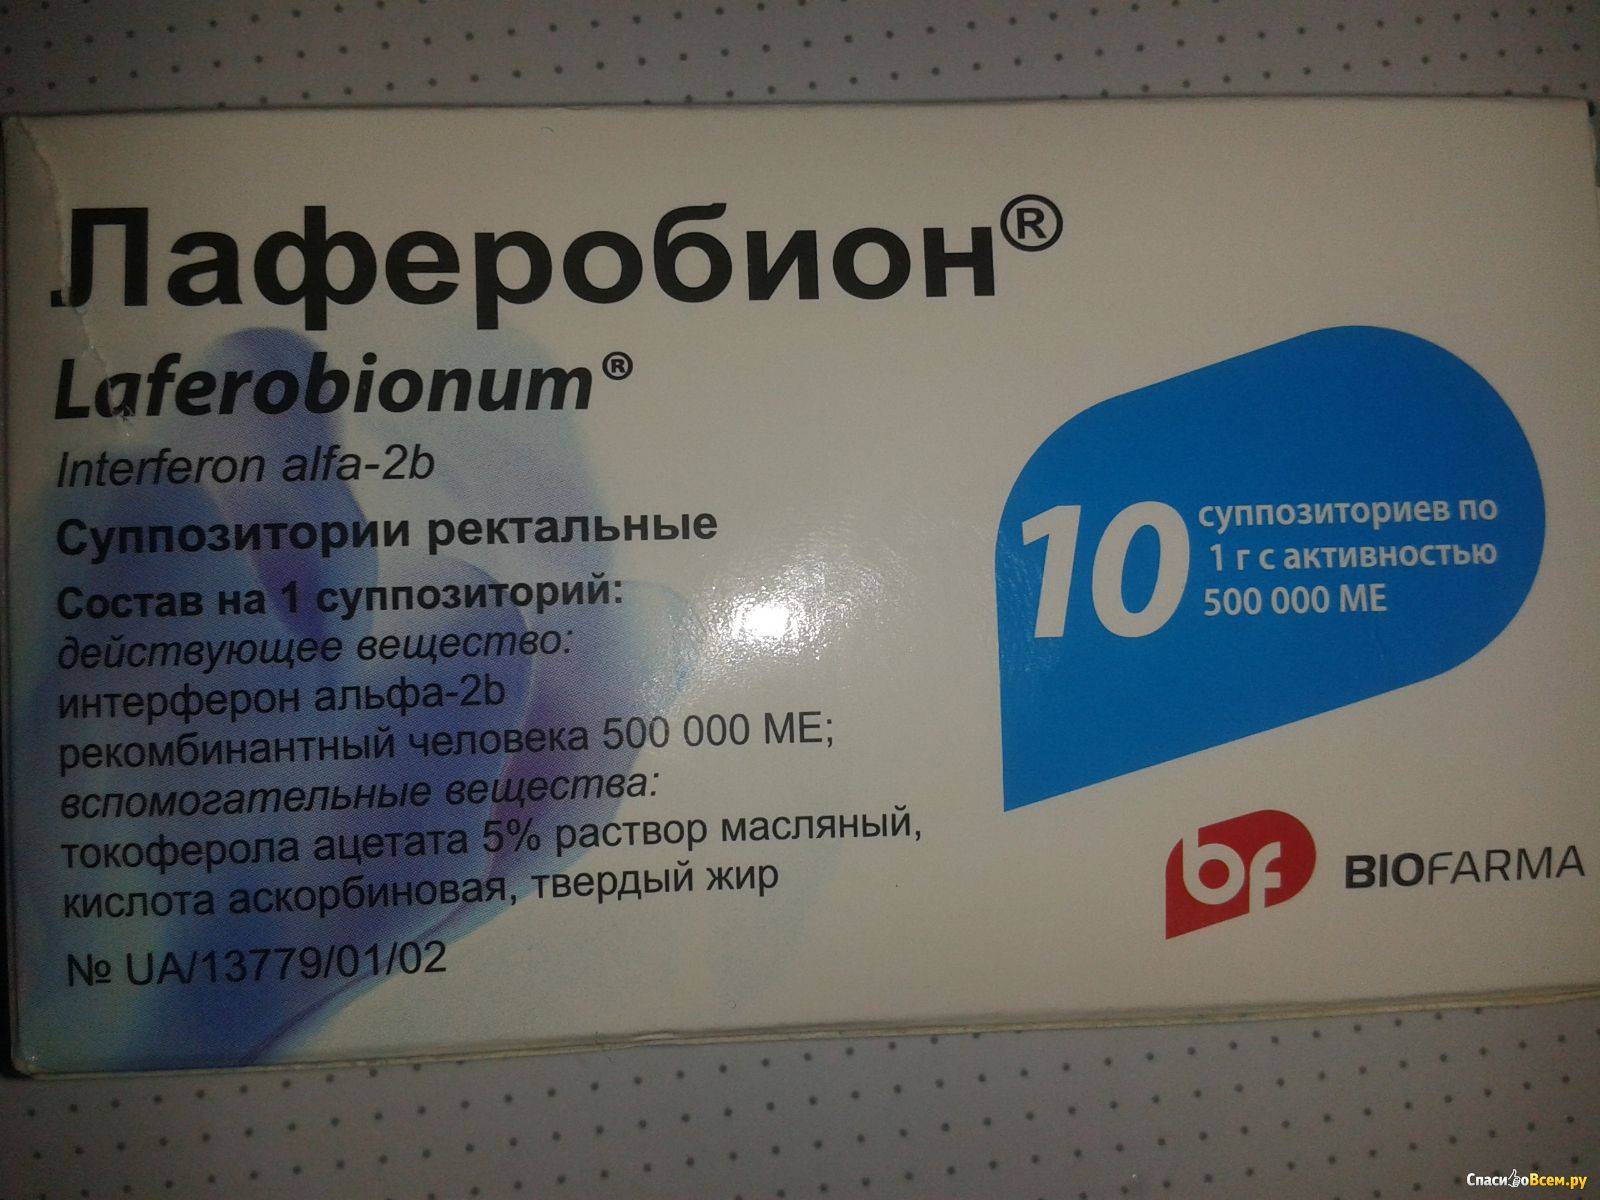 Лаферобион®
Laferobionum®
Interferon alfa-2b
Суппозитории ректальные
Состав на 1 суппозиторий:
действующее вещество:
интерферон альфа-2b
рекомбинантный человека 500 000 МЕ;
вспомогательные вещества:
токоферола ацетата 5% раствор масляный,
кислота аскорбиновая, твердый жир
№ UA/13779/01/02
10 суппозиториев по
1 г с активностью
500 000 МЕ
bf BIOFARMA
СпасибоВсем.ру